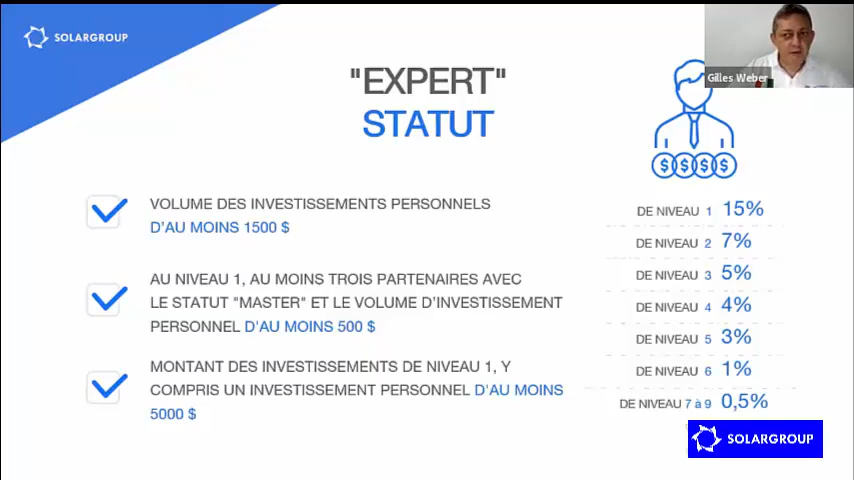 SOLARGROUP
"EXPERT"
STATUT
Gilles Weber
VOLUME DES INVESTISSEMENTS PERSONNELS
D'AU MOINS 1500 $
AU NIVEAU 1, AU MOINS TROIS PARTENAIRES AVEC
LE STATUT "MASTER" ET LE VOLUME D'INVESTISSEMENT
PERSONNEL D'AU MOINS 500 $
MONTANT DES INVESTISSEMENTS DE NIVEAU 1, Y
COMPRIS UN INVESTISSEMENT PERSONNEL D'AU MOINS
5000 $
$ $ $ $
DE NIVEAU 1 15%
DE NIVEAU 2 7%
DE NIVEAU 3 5%
DE NIVEAU 4 4%
DE NIVEAU 5 3%
DE NIVEAU 6 1%
DE NIVEAU 7 à 9 0,5%
SOLARGROUP